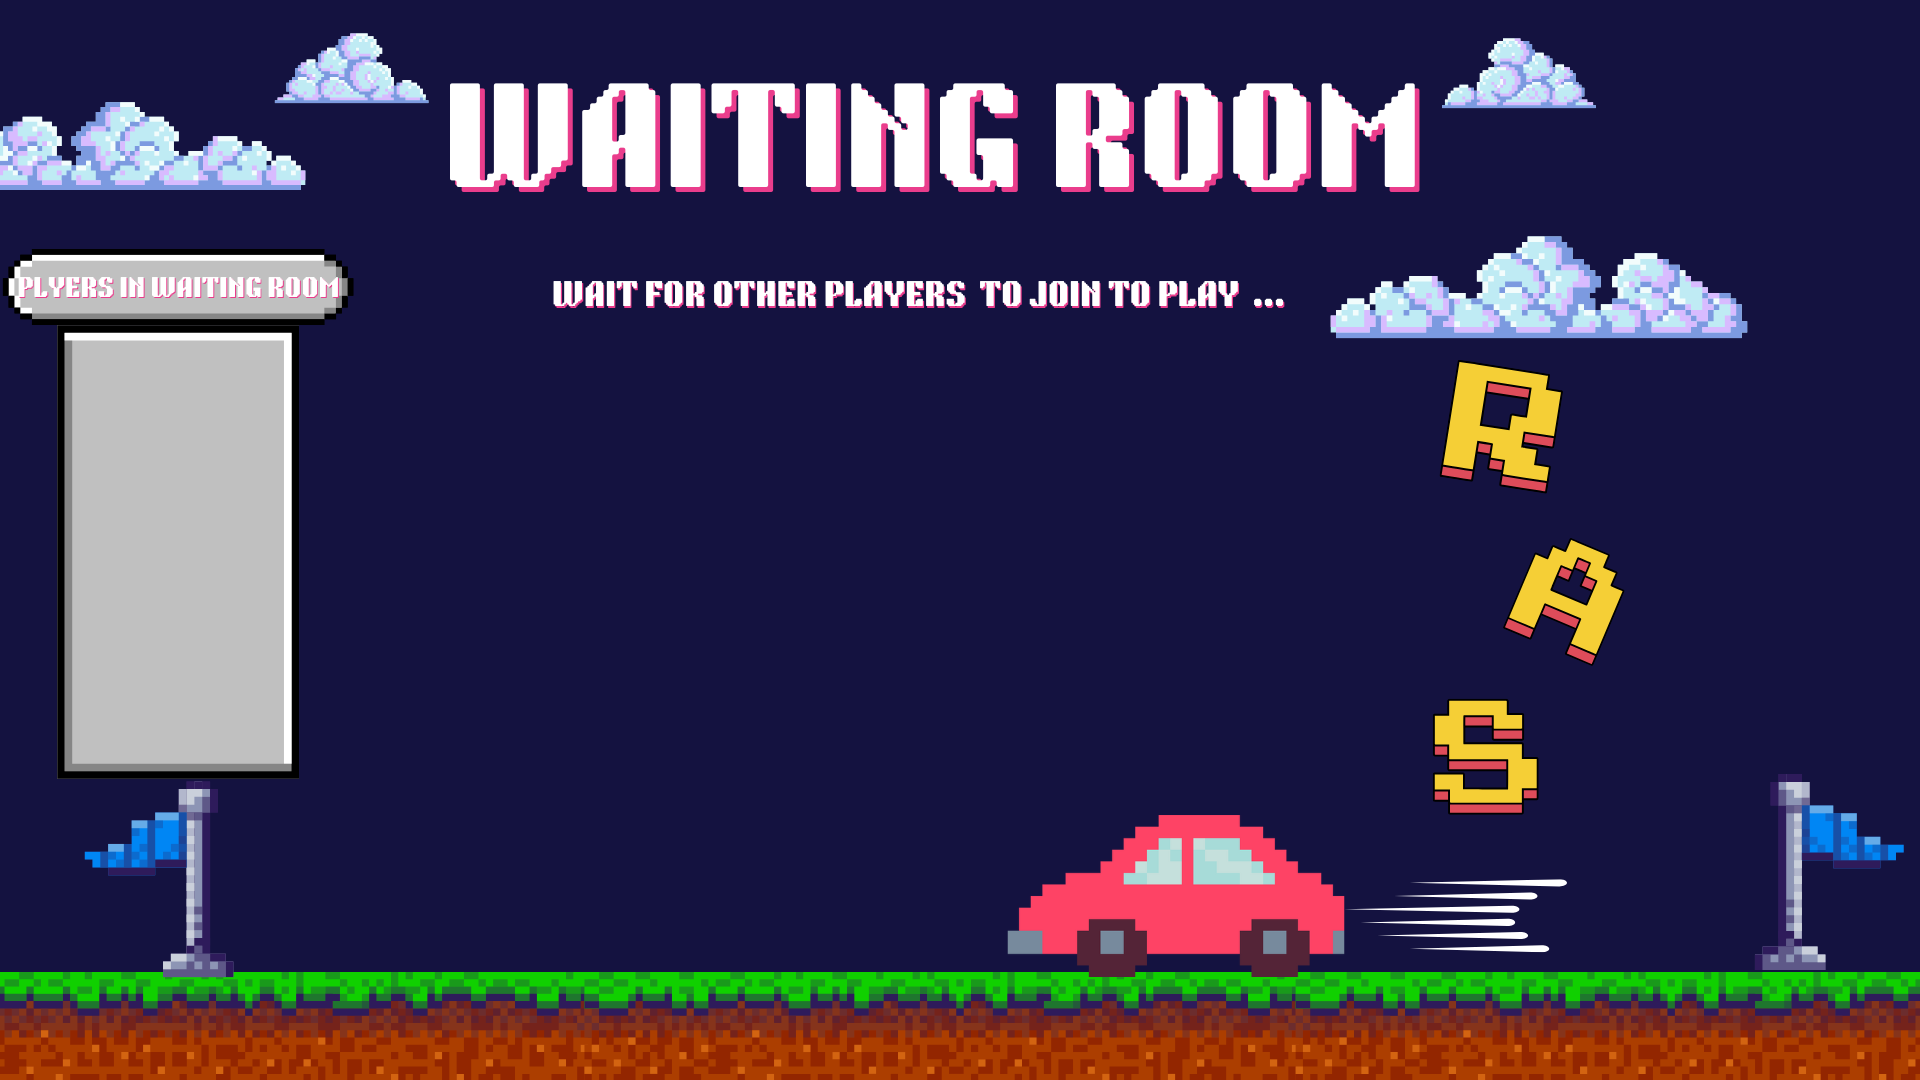 WAITING ROOM
PLYERS IN WAITING ROOM
WAIT FOR OTHER PLAYERS TO JOIN TO PLAY ...
R
A
S